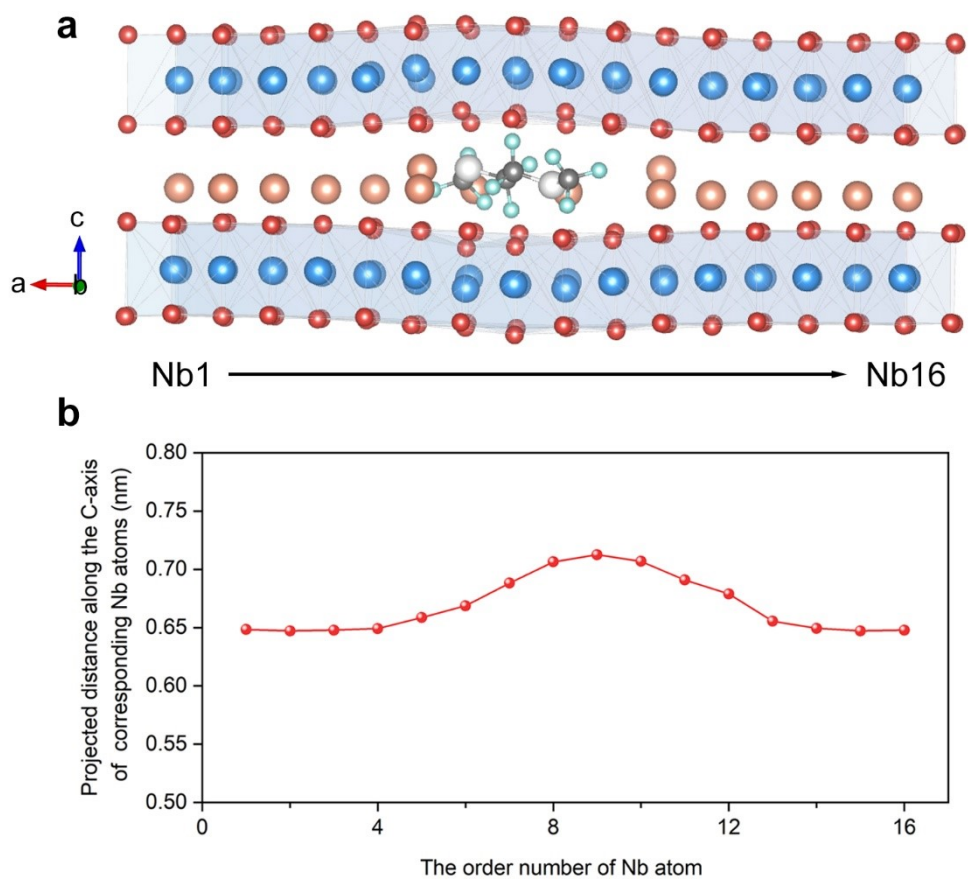 a
c
a
b
Nb1
Nb16
b
Projected distance along the C-axis
of corresponding Nb atoms (nm)
0.80
0.75
0.70
0.65
0.60
0.55
0.50
0
4
8
12
16
The order number of Nb atom